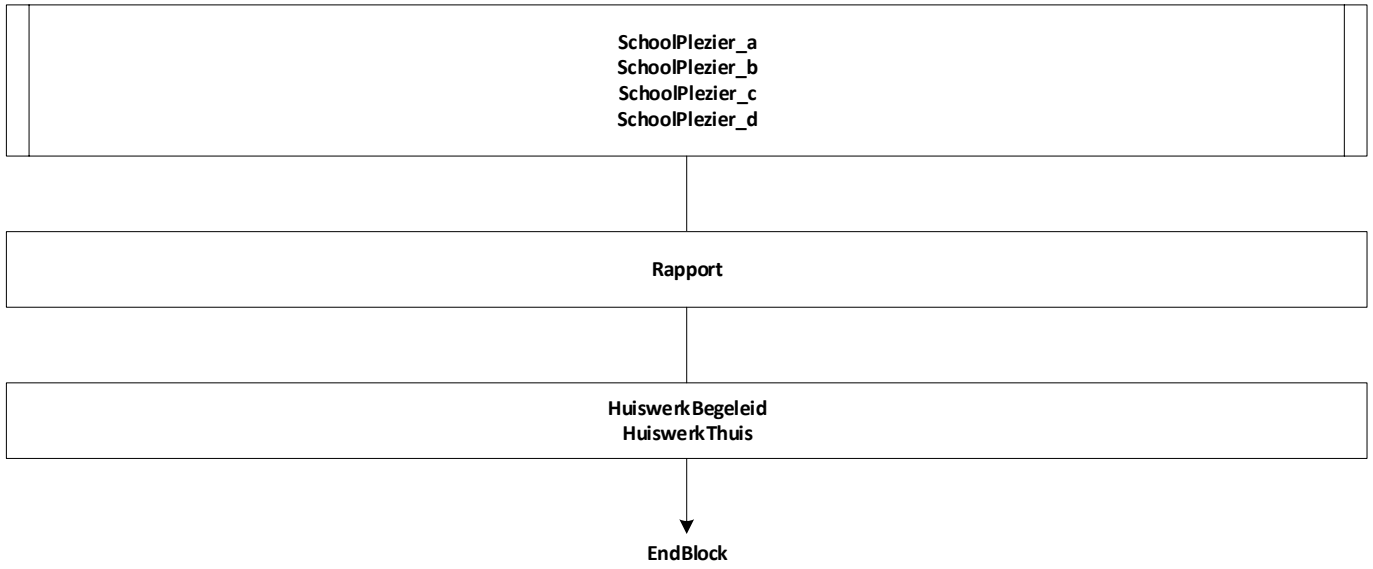 SchoolPlezier_a
SchoolPlezier_b
SchoolPlezier_c
SchoolPlezier_d
Rapport
HuiswerkBegeleid
HuiswerkThuis
EndBlock